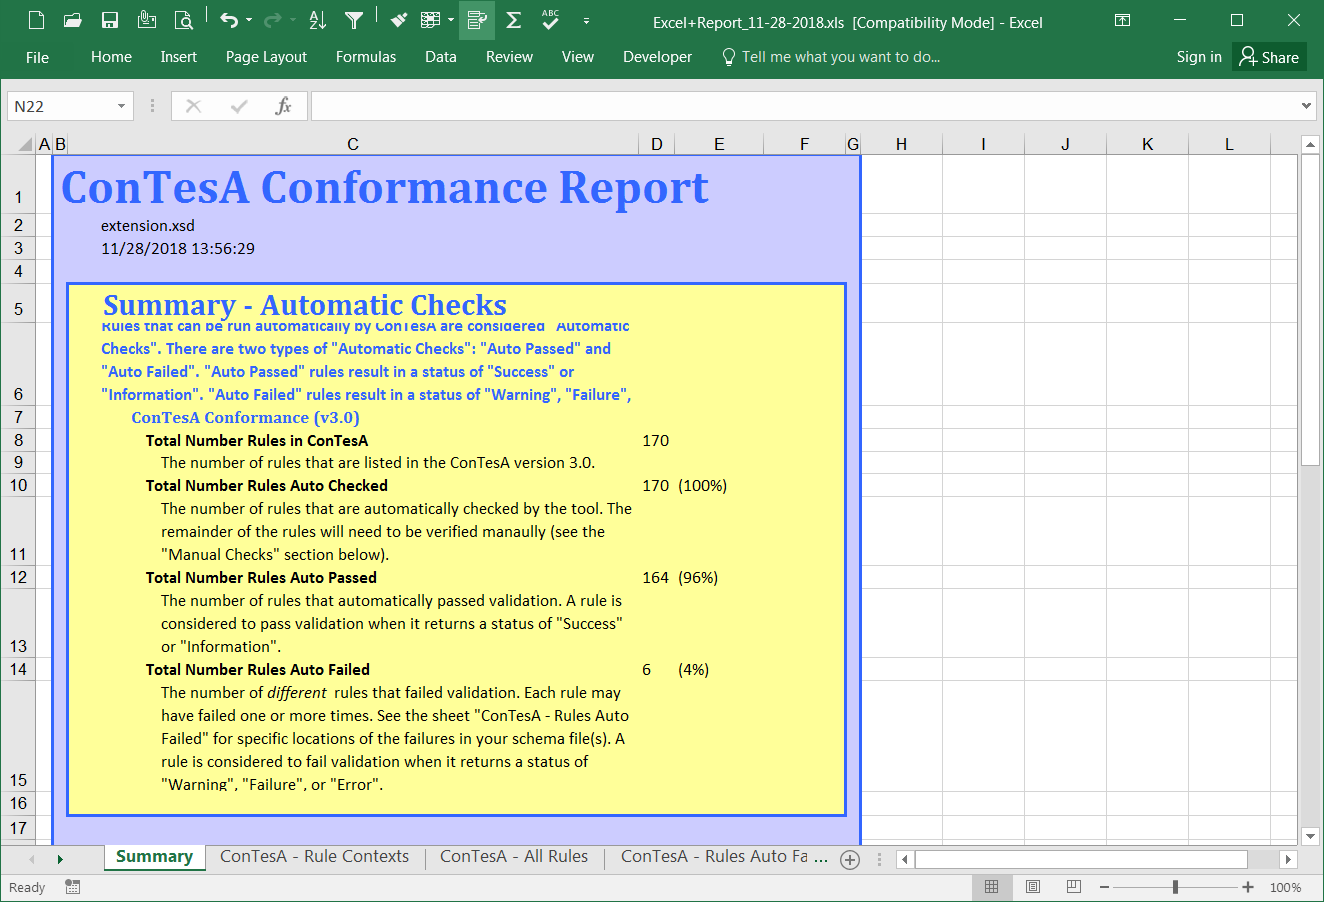 ABC
Excel+Report_11-28-2018.xls [Compatibility Mode] - Excel
File Home Insert Page Layout Formulas Data Review View Developer Tell me what you want to do... Sign in Share
N22 fx
A B C D E F G H I J K L
1 ConTesA Conformance Report
2 extension.xsd
3 11/28/2018 13:56:29
4
5 Summary - Automatic Checks
Rules that can be run automatically by ConTesA are considered "Automatic
Checks". There are two types of "Automatic Checks": "Auto Passed" and
"Auto Failed". "Auto Passed" rules result in a status of "Success" or
6 "Information". "Auto Failed" rules result in a status of "Warning", "Failure",
7 ConTesA Conformance (v3.0)
8 Total Number Rules in ConTesA 170
9 The number of rules that are listed in the ConTesA version 3.0.
10 Total Number Rules Auto Checked 170 (100%)
The number of rules that are automatically checked by the tool. The
remainder of the rules will need to be verified manaully (see the
11 "Manual Checks" section below).
12 Total Number Rules Auto Passed 164 (96%)
The number of rules that automatically passed validation. A rule is
considered to pass validation when it returns a status of "Success"
13 or "Information".
14 Total Number Rules Auto Failed 6 (4%)
The number of different rules that failed validation. Each rule may
have failed one or more times. See the sheet "ConTesA - Rules Auto
Failed" for specific locations of the failures in your schema file(s). A
rule is considered to fail validation when it returns a status of
15 "Warning", "Failure", or "Error".
16
17
Summary ConTesA - Rule Contexts ConTesA - All Rules ConTesA - Rules Auto Fa ...
Ready 100%